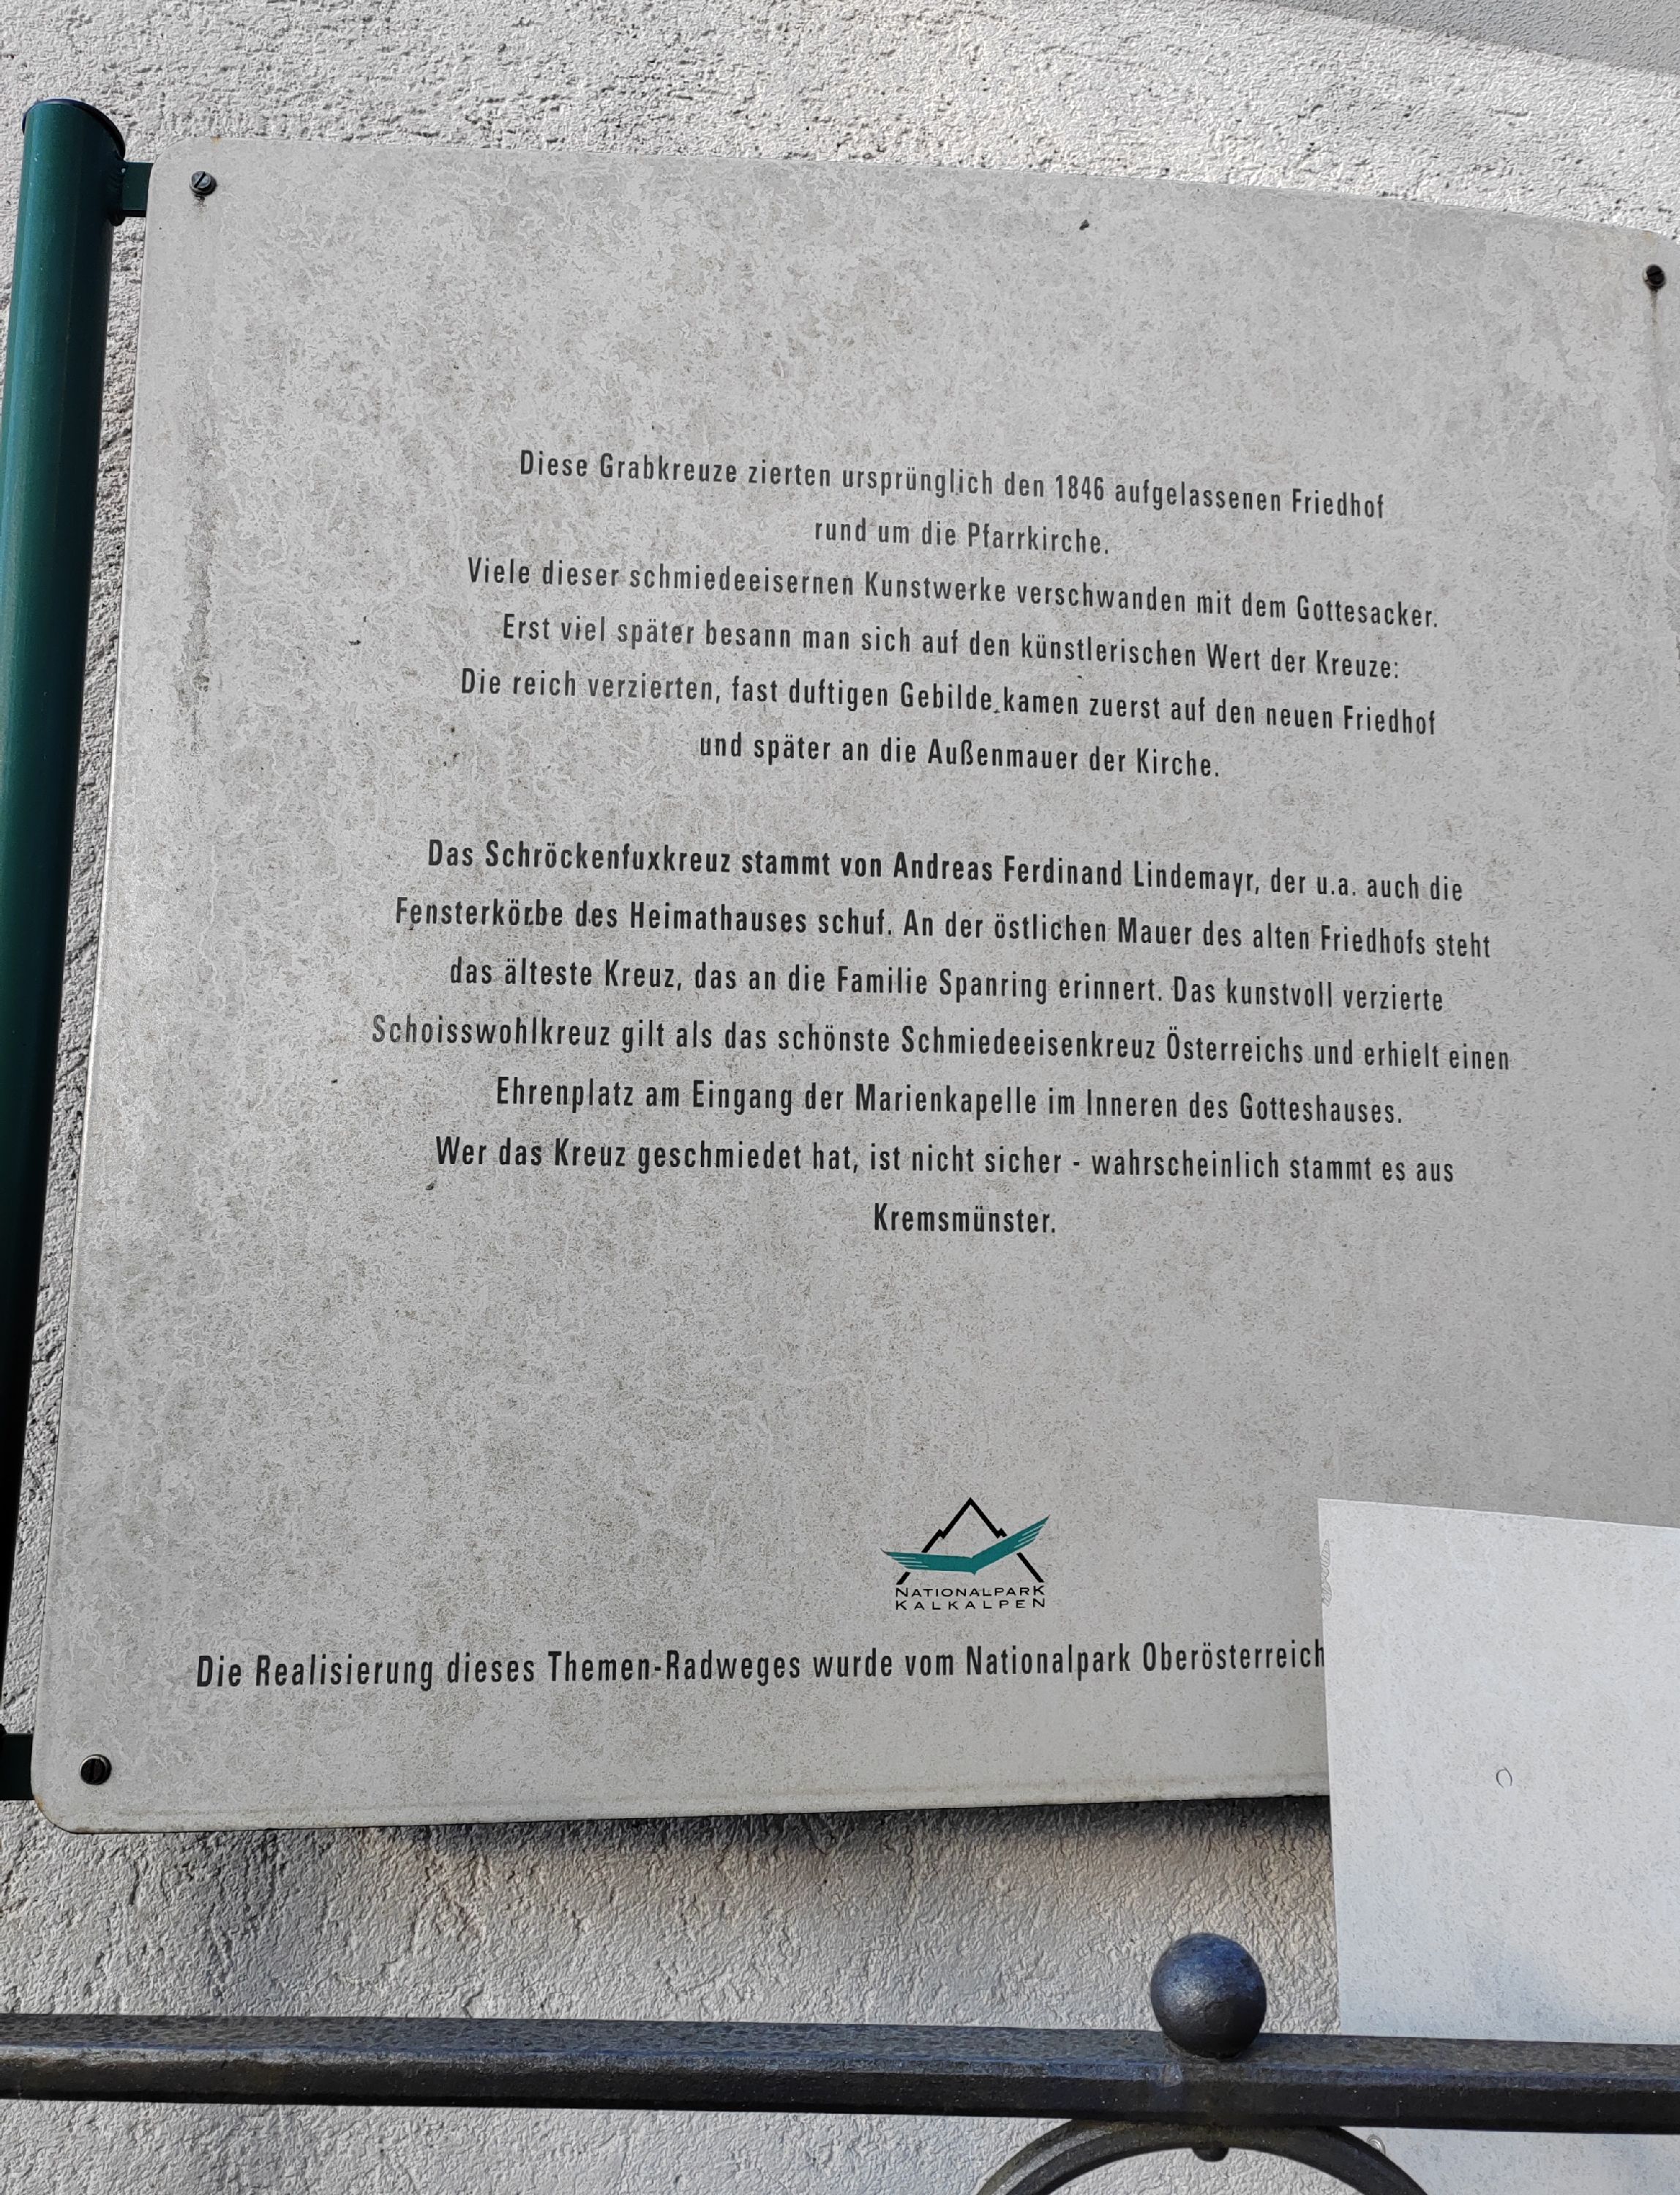 Diese Grabkreuze zierten ursprünglich den 1846 aufgelassenen Friedhof
rund um die Pfarrkirche.
Viele dieser schmiedeeisernen Kunstwerke verschwanden mit dem Gottesacker.
Erst viel später besann man sich auf den künstlerischen Wert der Kreuze:
Die reich verzierten, fast duftigen Gebilde kamen zuerst auf den neuen Friedhof
und später an die Außenmauer der Kirche.
Das Schröckenfuxkreuz stammt von Andreas Ferdinand Lindemayr, der u.a. auch die
Fensterkörbe des Heimathauses schuf. An der östlichen Mauer des alten Friedhofs steht
das älteste Kreuz, das an die Familie Spanring erinnert. Das kunstvoll verzierte
Schoisswohlkreuz gilt als das schönste Schmiedeeisenkreuz Österreichs und erhielt einen
Ehrenplatz am Eingang der Marienkapelle im Inneren des Gotteshauses.
Wer das Kreuz geschmiedet hat, ist nicht sicher - wahrscheinlich stammt es aus
Kremsmünster.
NATIONALPARK
KALKALPEN
Die Realisierung dieses Themen-Radweges wurde vom Nationalpark Oberösterreich